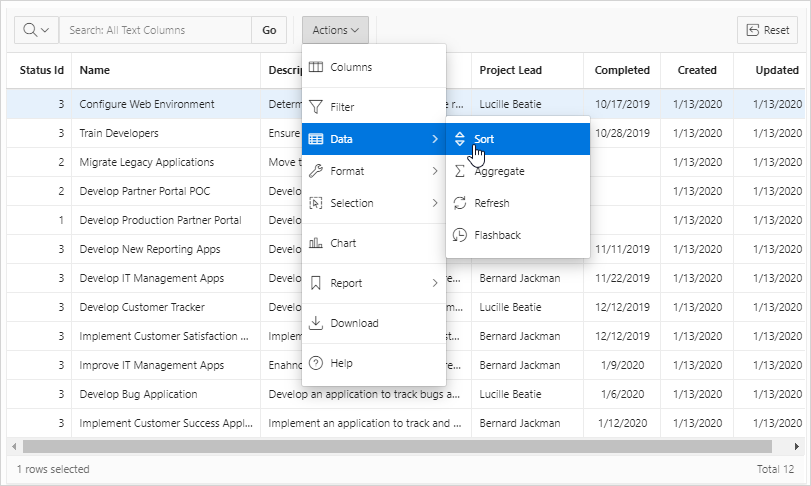 Search: All Text Columns Go Actions Reset
Status Id Name Descrip Project Lead Completed Created Updated
Columns
3 Configure Web Environment Determ e r... Lucille Beatie 10/17/2019 1/13/2020 1/13/2020
Filter
3 Train Developers Ensure 10/28/2019 1/13/2020 1/13/2020
Data Sort
2 Migrate Legacy Applications Move t 1/13/2020 1/13/2020
Format Aggregate
2 Develop Partner Portal POC Develo 1/13/2020 1/13/2020
Selection Refresh
1 Develop Production Partner Portal Develo 1/13/2020 1/13/2020
Flashback
3 Develop New Reporting Apps Develo 11/11/2019 1/13/2020 1/13/2020
Chart
3 Develop IT Management Apps Develo re... Bernard Jackman 11/22/2019 1/13/2020 1/13/2020
Report
3 Develop Customer Tracker Develo Lucille Beatie 12/12/2019 1/13/2020 1/13/2020
Download
3 Implement Customer Satisfaction ... Implem st... Bernard Jackman 12/12/2019 1/13/2020 1/13/2020
Help
3 Improve IT Management Apps Enahno re... Bernard Jackman 1/9/2020 1/13/2020 1/13/2020
3 Develop Bug Application Develop an application to track bugs a... Lucille Beatie 1/6/2020 1/13/2020 1/13/2020
3 Implement Customer Success Appl... Implement an application to track and ... Bernard Jackman 1/12/2020 1/13/2020 1/13/2020
1 rows selected Total 12